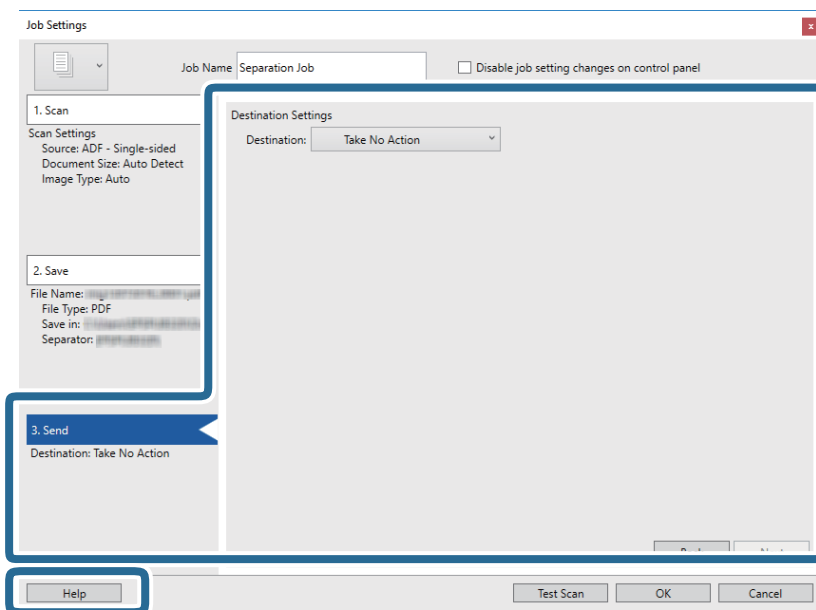 Job Settings
x
Job Name Separation Job
Disable job setting changes on control panel
1. Scan
Scan Settings
Source: ADF - Single-sided
Document Size: Auto Detect
Image Type: Auto
2. Save
File Name:
File Type: PDF
Save in:
Separator:
3. Send
Destination: Take No Action
Destination Settings
Destination: Take No Action
Help
Test Scan
OK
Cancel